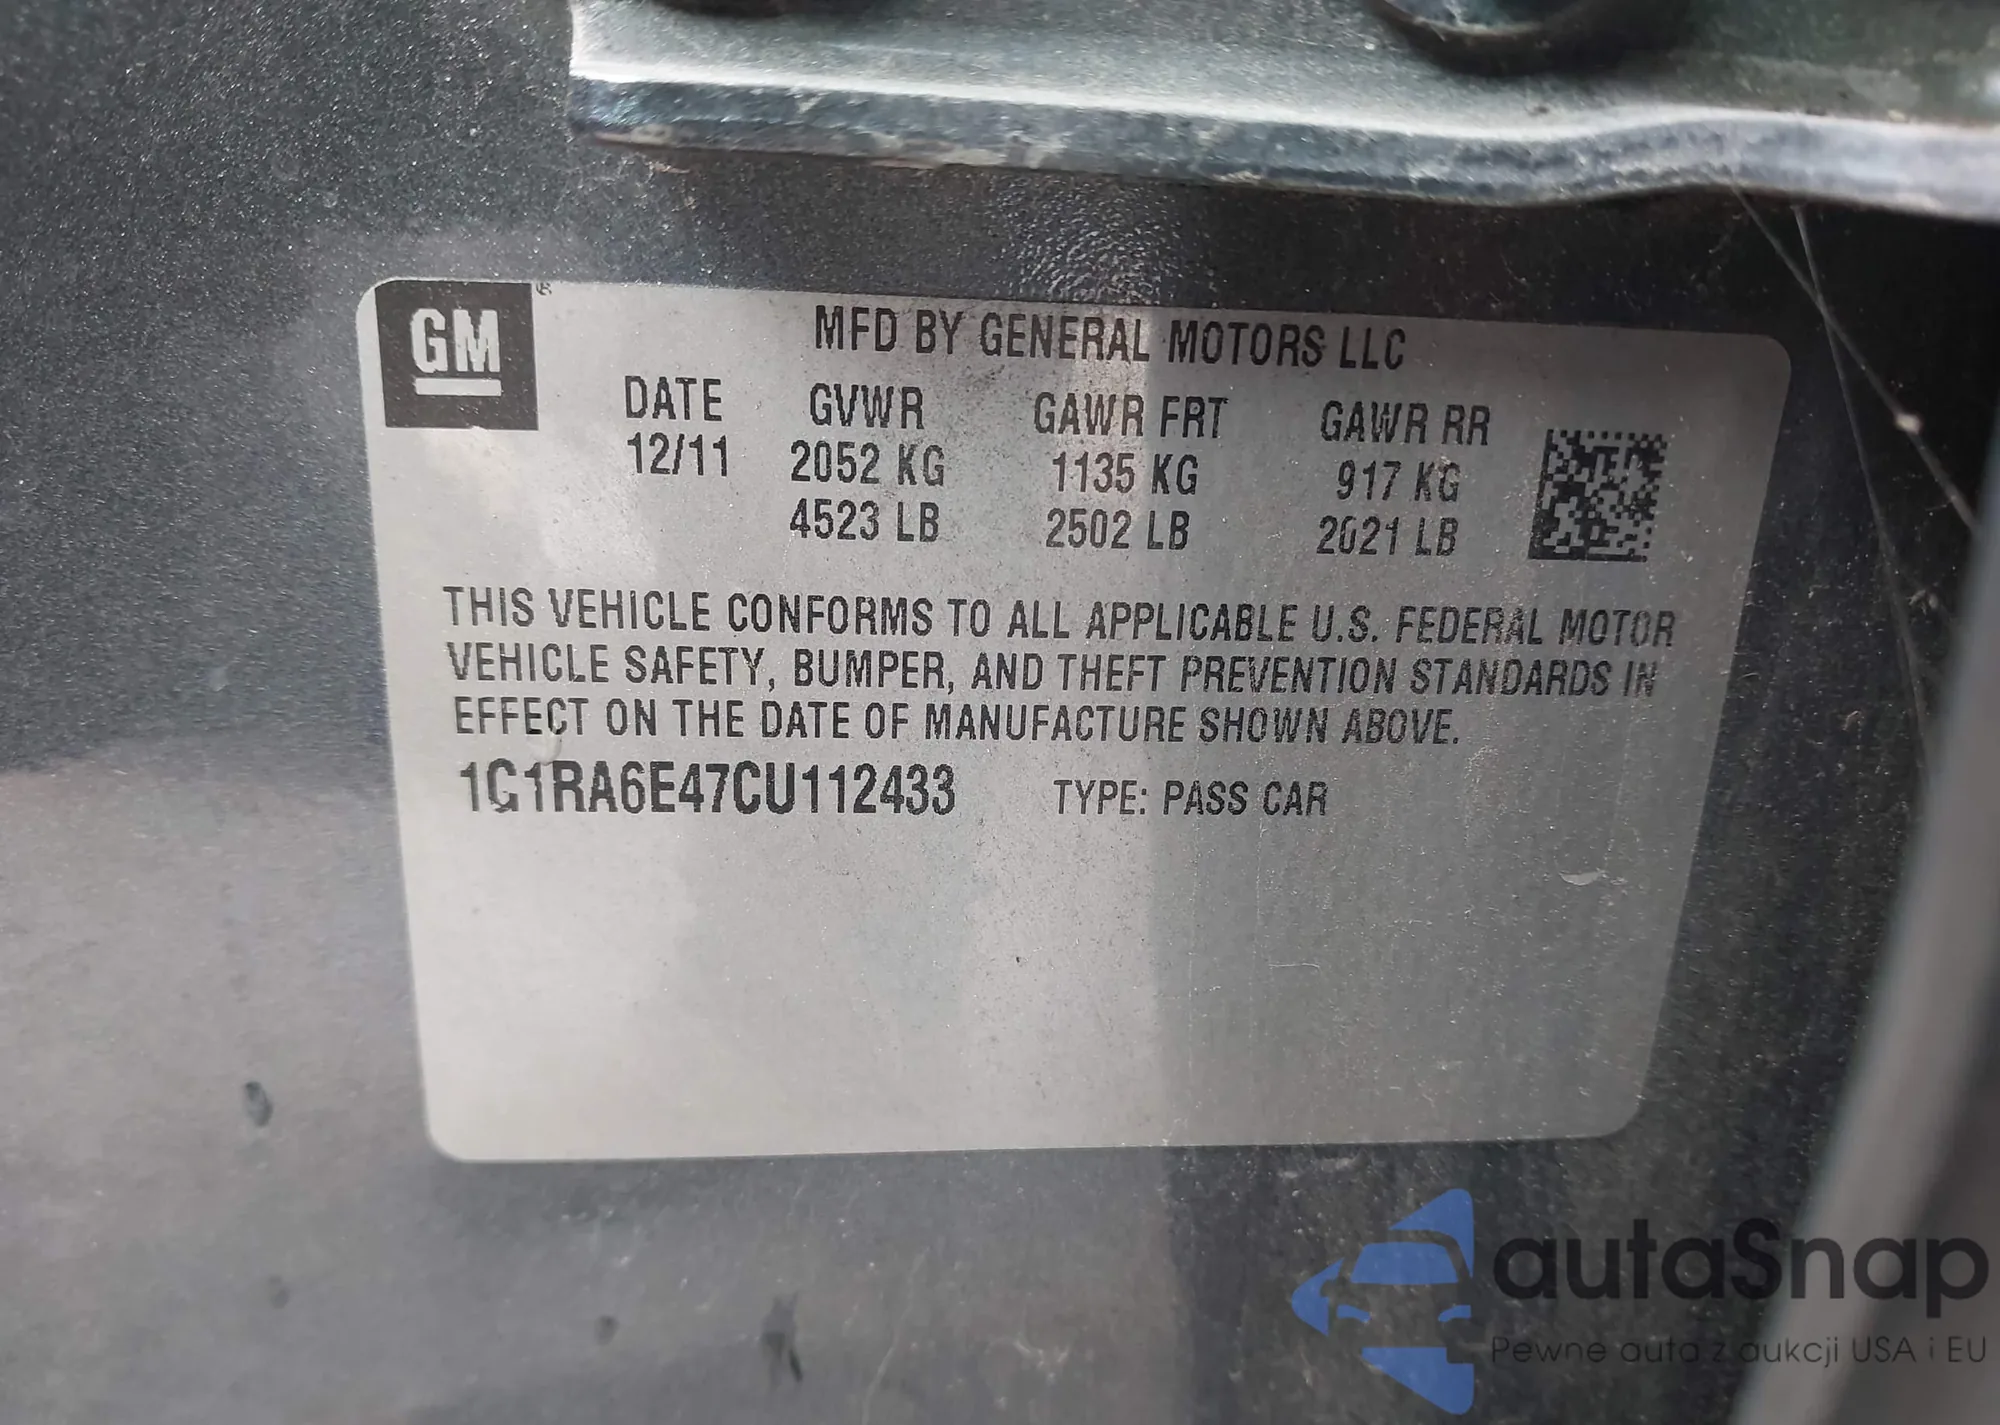 GM ®
MFD BY GENERAL MOTORS LLC
DATE GVWR GAWR FRT GAWR RR
12/11 2052 KG 1135 KG 917 KG
4523 LB 2502 LB 2021 LB
THIS VEHICLE CONFORMS TO ALL APPLICABLE U.S. FEDERAL MOTOR
VEHICLE SAFETY, BUMPER, AND THEFT PREVENTION STANDARDS IN
EFFECT ON THE DATE OF MANUFACTURE SHOWN ABOVE.
1G1RA6E47CU112433 TYPE: PASS CAR
autaSnap
Pewne auta z aukcji USA i EU